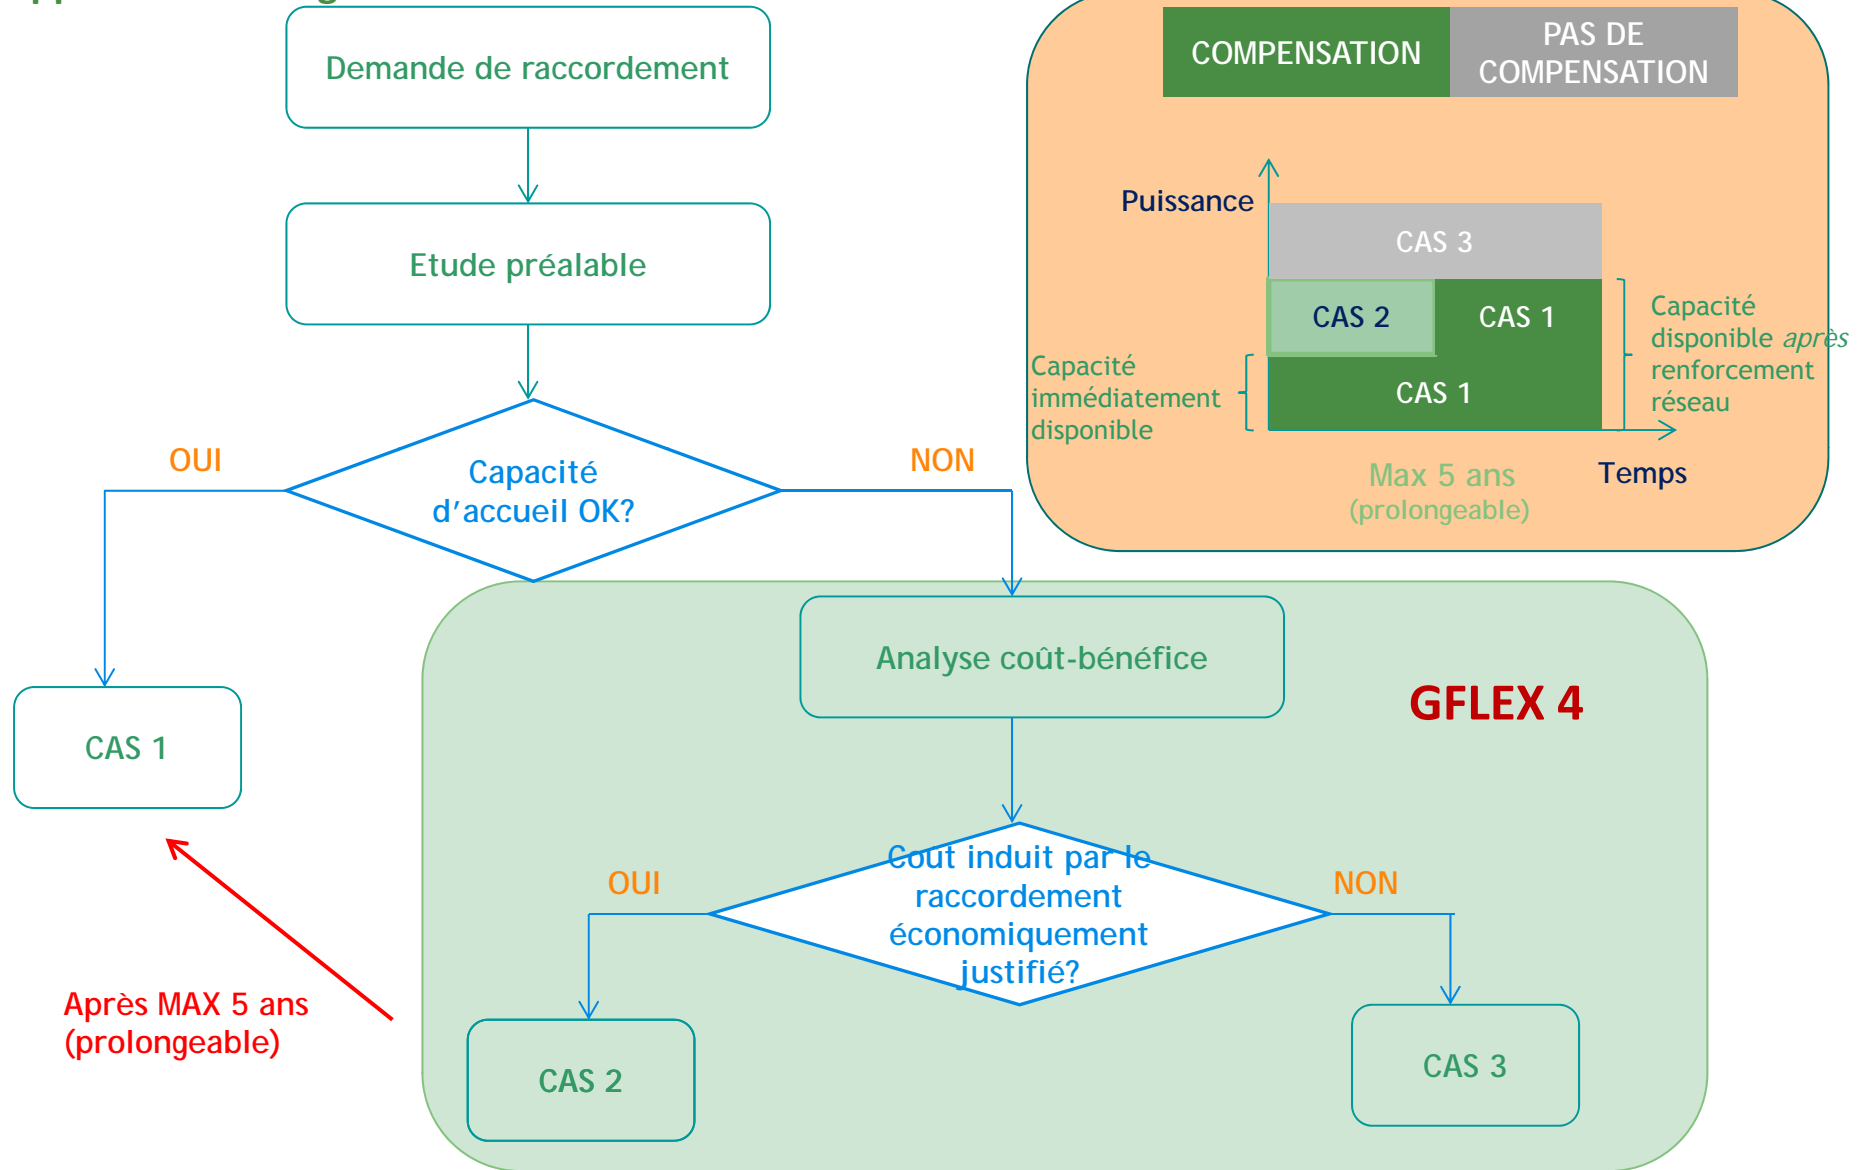 Demande de raccordement
Etude préalable
Capacité
d’accueil OK?
OUI
NON
CAS 1
Analyse coût-bénéfice
GFLEX 4
Cout induit par le
raccordement
économiquement
justifié?
OUI
NON
CAS 2
CAS 3
Après MAX 5 ans
(prolongeable)
COMPENSATION
PAS DE
COMPENSATION
Puissance
CAS 3
CAS 2
CAS 1
CAS 1
Capacité
immédiatement
disponible
Capacité
disponible après
renforcement
réseau
Max 5 ans
(prolongeable)
Temps